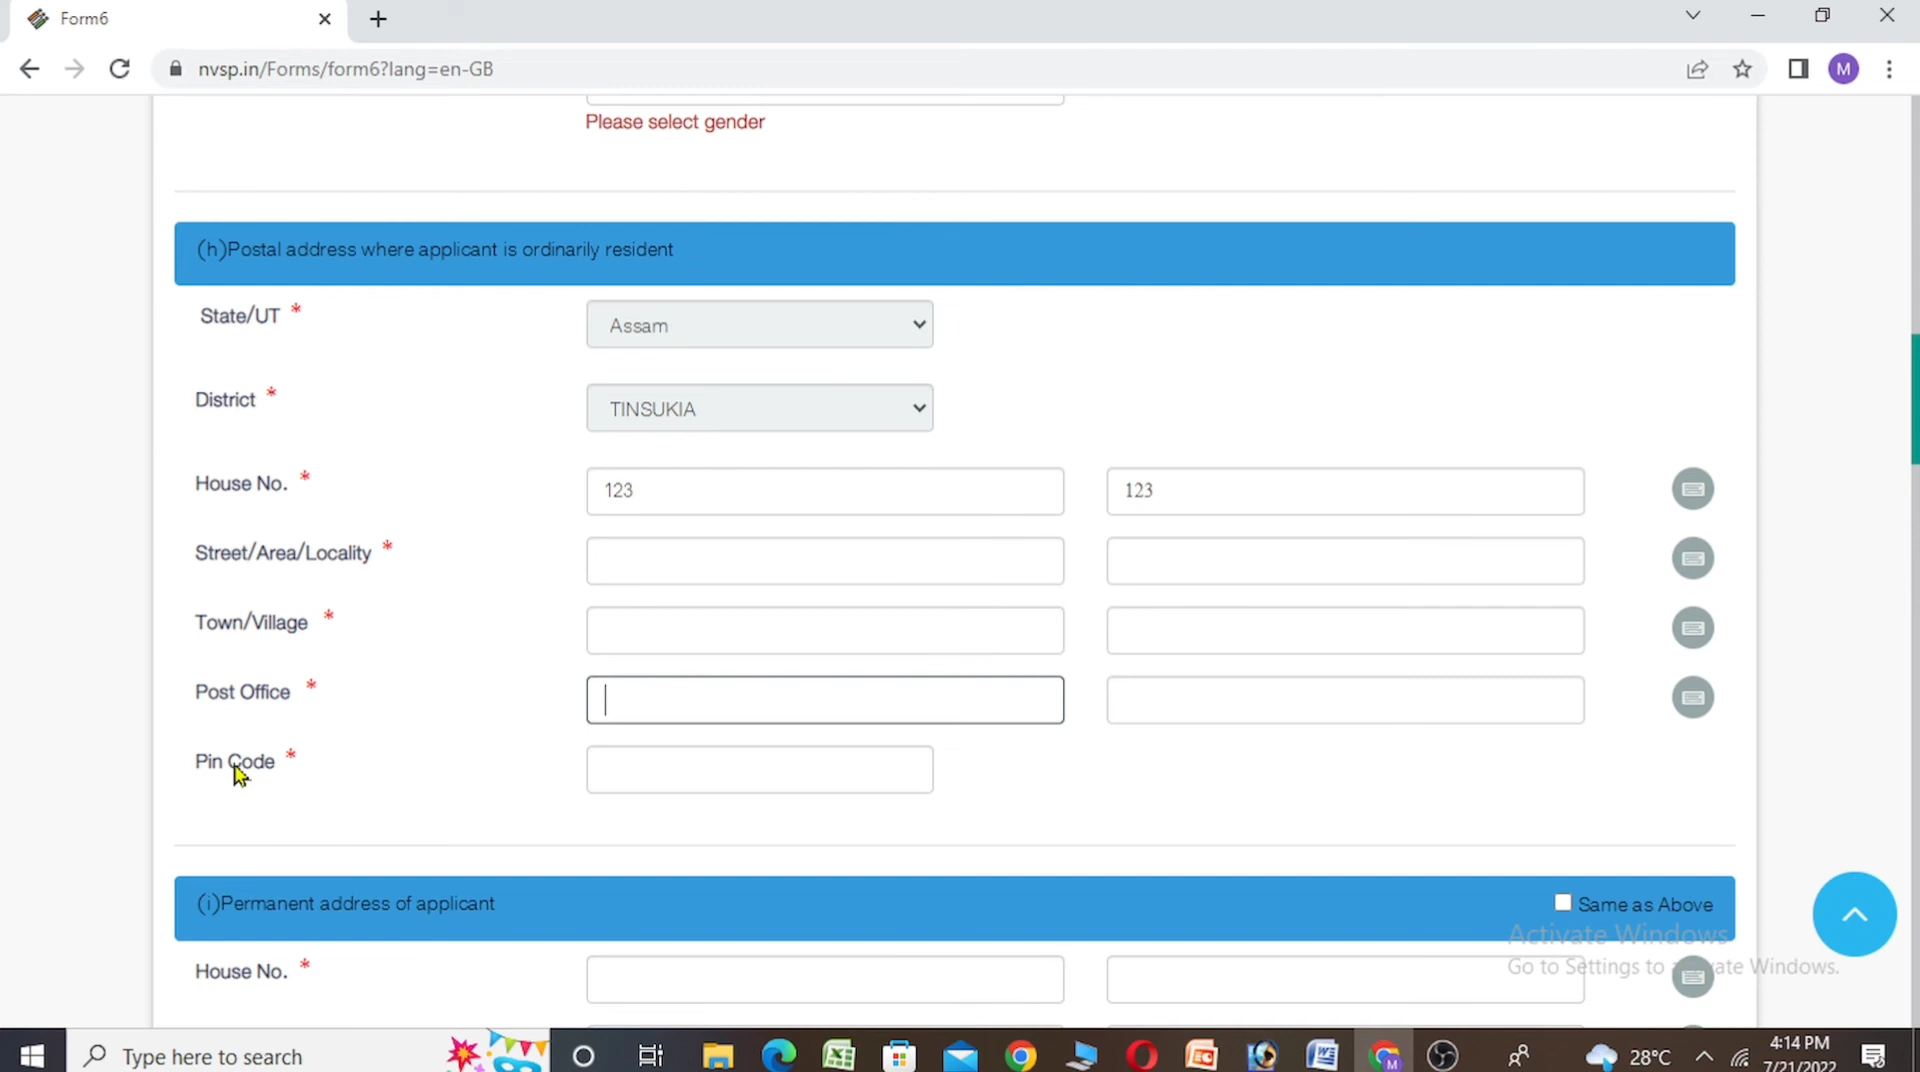 Form6
nvsp.in/Forms/form6?lang=en-GB
M
Please select gender
(h)Postal address where applicant is ordinarily resident
State/UT *
Assam
District *
TINSUKIA
House No. *
123
123
Street/Area/Locality *
Town/Village *
Post Office *
Pin Code *
(i)Permanent address of applicant
Same as Above
Activate Windows
Go to Settings to activate Windows.
House No. *
Type here to search
28°C
4:14 PM
7/21/2022